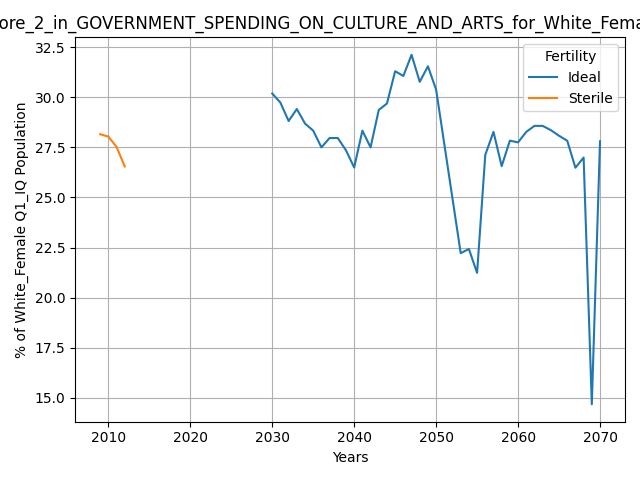 ore_2_in_GOVERNMENT_SPENDING_ON_CULTURE_AND_ARTS_for_White_Fema
Fertility
Ideal
Sterile
% of White_Female Q1_IQ Population
32.5
30.0
27.5
25.0
22.5
20.0
17.5
15.0
2010 2020 2030 2040 2050 2060 2070
Years